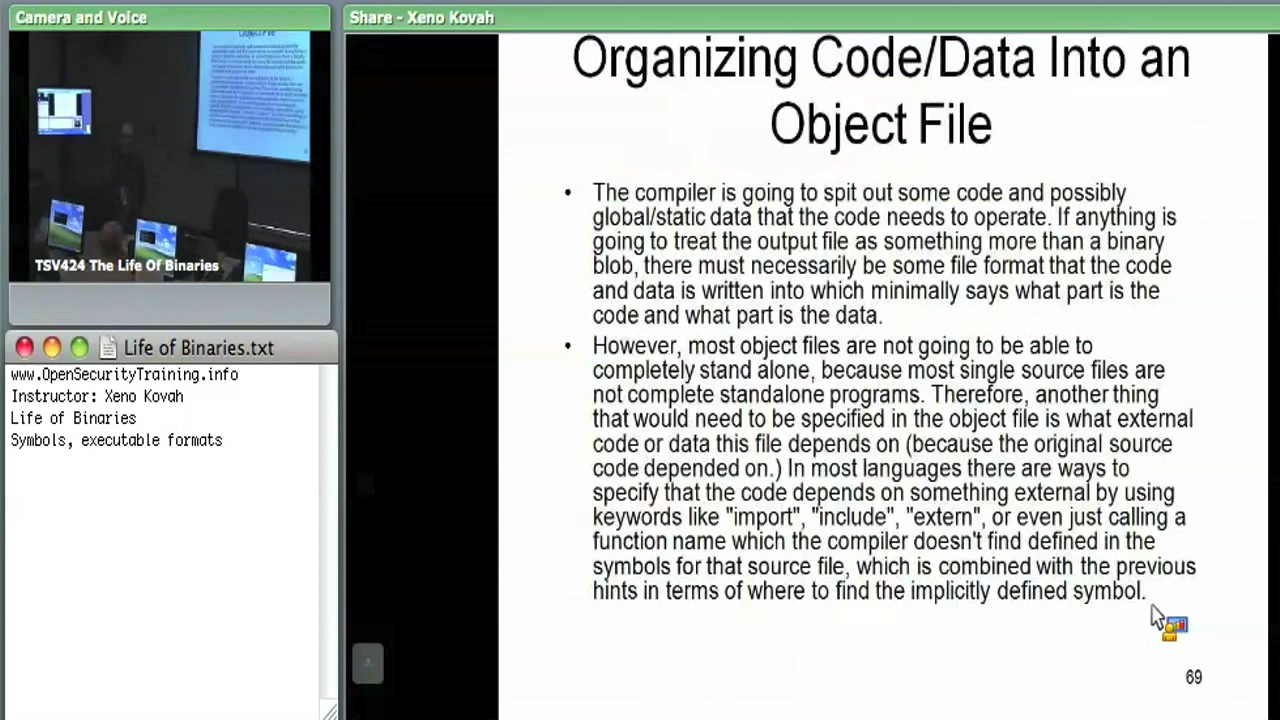 Camera and Voice
Share - Xeno Kovah
Object File
TSV424 The Life Of Binaries
Life of Binaries.txt
www.OpenSecurityTraining.info
Instructor: Xeno Kovah
Life of Binaries
Symbols, executable formats
Organizing Code/Data Into an
Object File
• The compiler is going to spit out some code and possibly
global/static data that the code needs to operate. If anything is
going to treat the output file as something more than a binary
blob, there must necessarily be some file format that the code
and data is written into which minimally says what part is the
code and what part is the data.
• However, most object files are not going to be able to
completely stand alone, because most single source files are
not complete standalone programs. Therefore, another thing
that would need to be specified in the object file is what external
code or data this file depends on (because the original source
code depended on.) In most languages there are ways to
specify that the code depends on something external by using
keywords like "import", "include", "extern", or even just calling a
function name which the compiler doesn't find defined in the
symbols for that source file, which is combined with the previous
hints in terms of where to find the implicitly defined symbol.
69